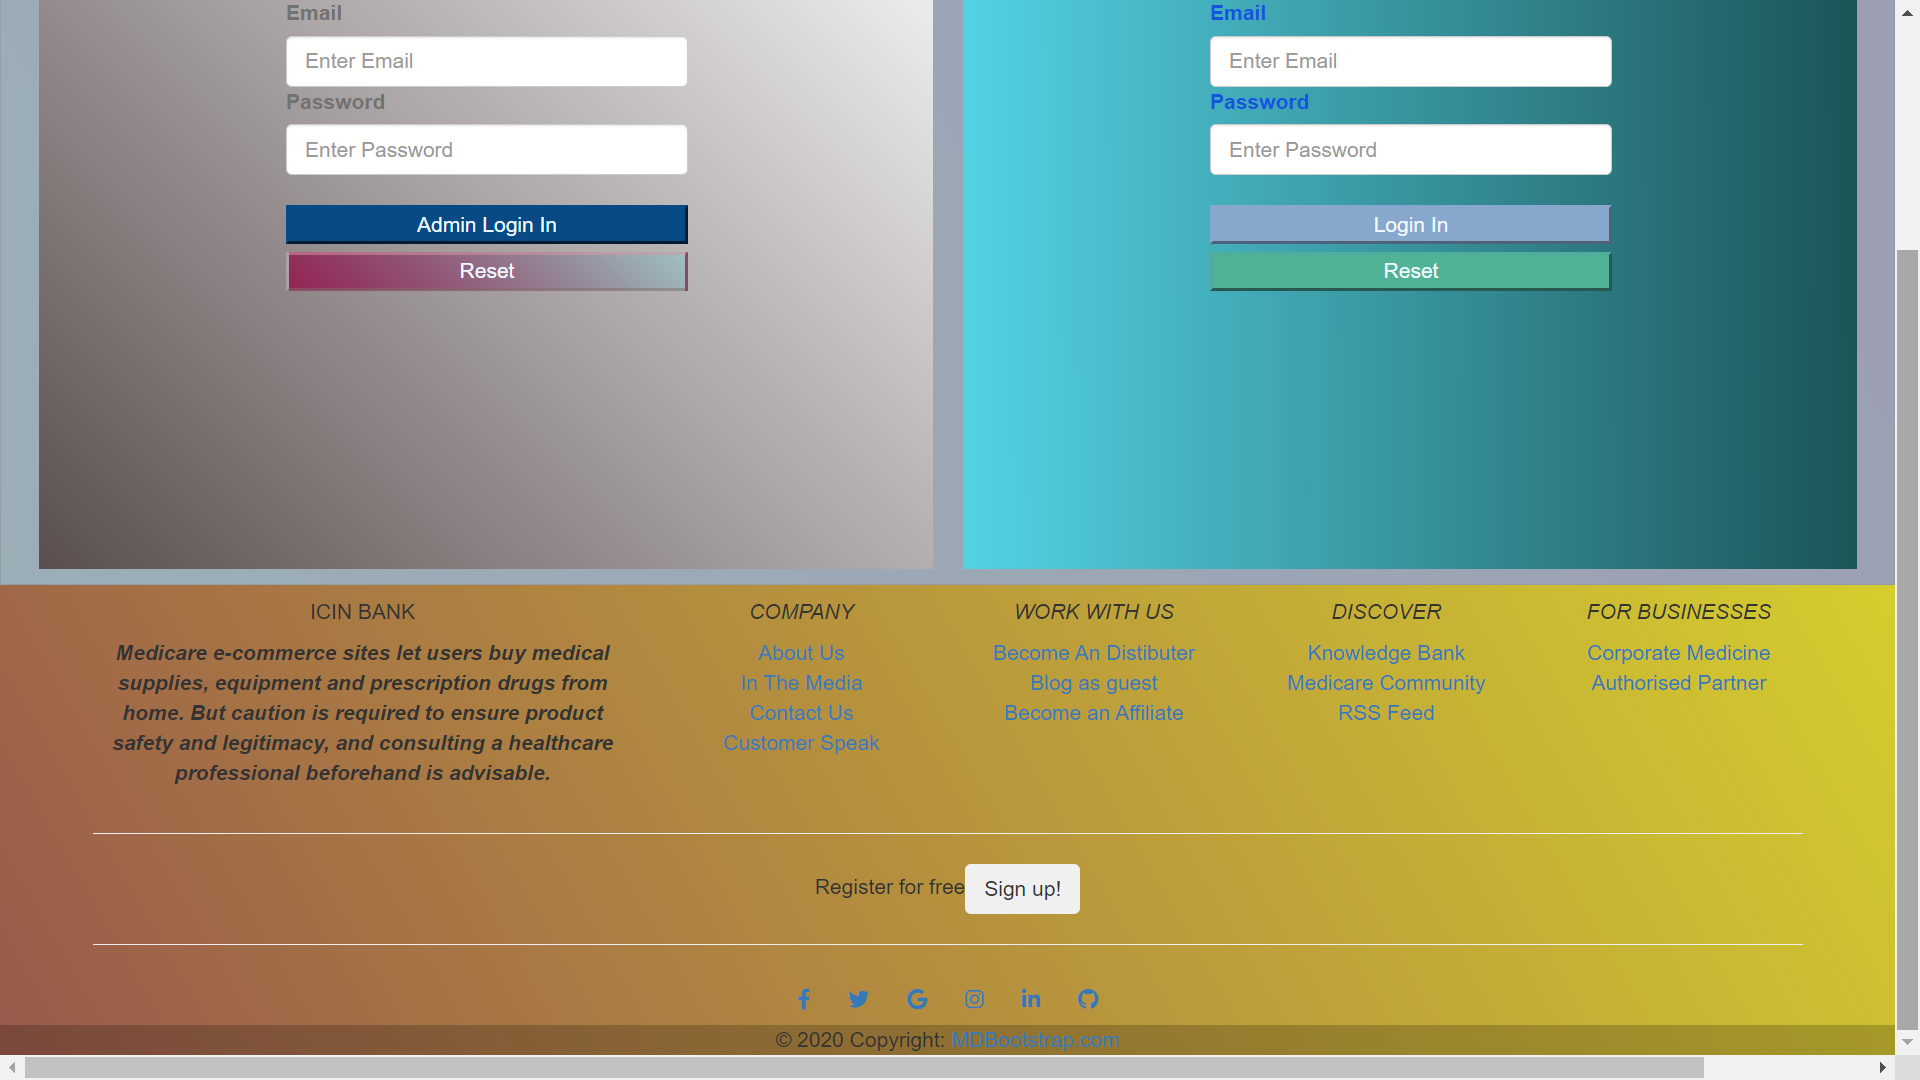 Email
Enter Email
Password
Enter Password
Admin Login In
Reset
Email
Enter Email
Password
Enter Password
Login In
Reset
ICIN BANK
Medicare e-commerce sites let users buy medical
supplies, equipment and prescription drugs from
home. But caution is required to ensure product
safety and legitimacy, and consulting a healthcare
professional beforehand is advisable.
COMPANY
About Us
In The Media
Contact Us
Customer Speak
WORK WITH US
Become An Distibuter
Blog as guest
Become an Affiliate
DISCOVER
Knowledge Bank
Medicare Community
RSS Feed
FOR BUSINESSES
Corporate Medicine
Authorised Partner
Register for free Sign up!
© 2020 Copyright: MDBootstrap.com